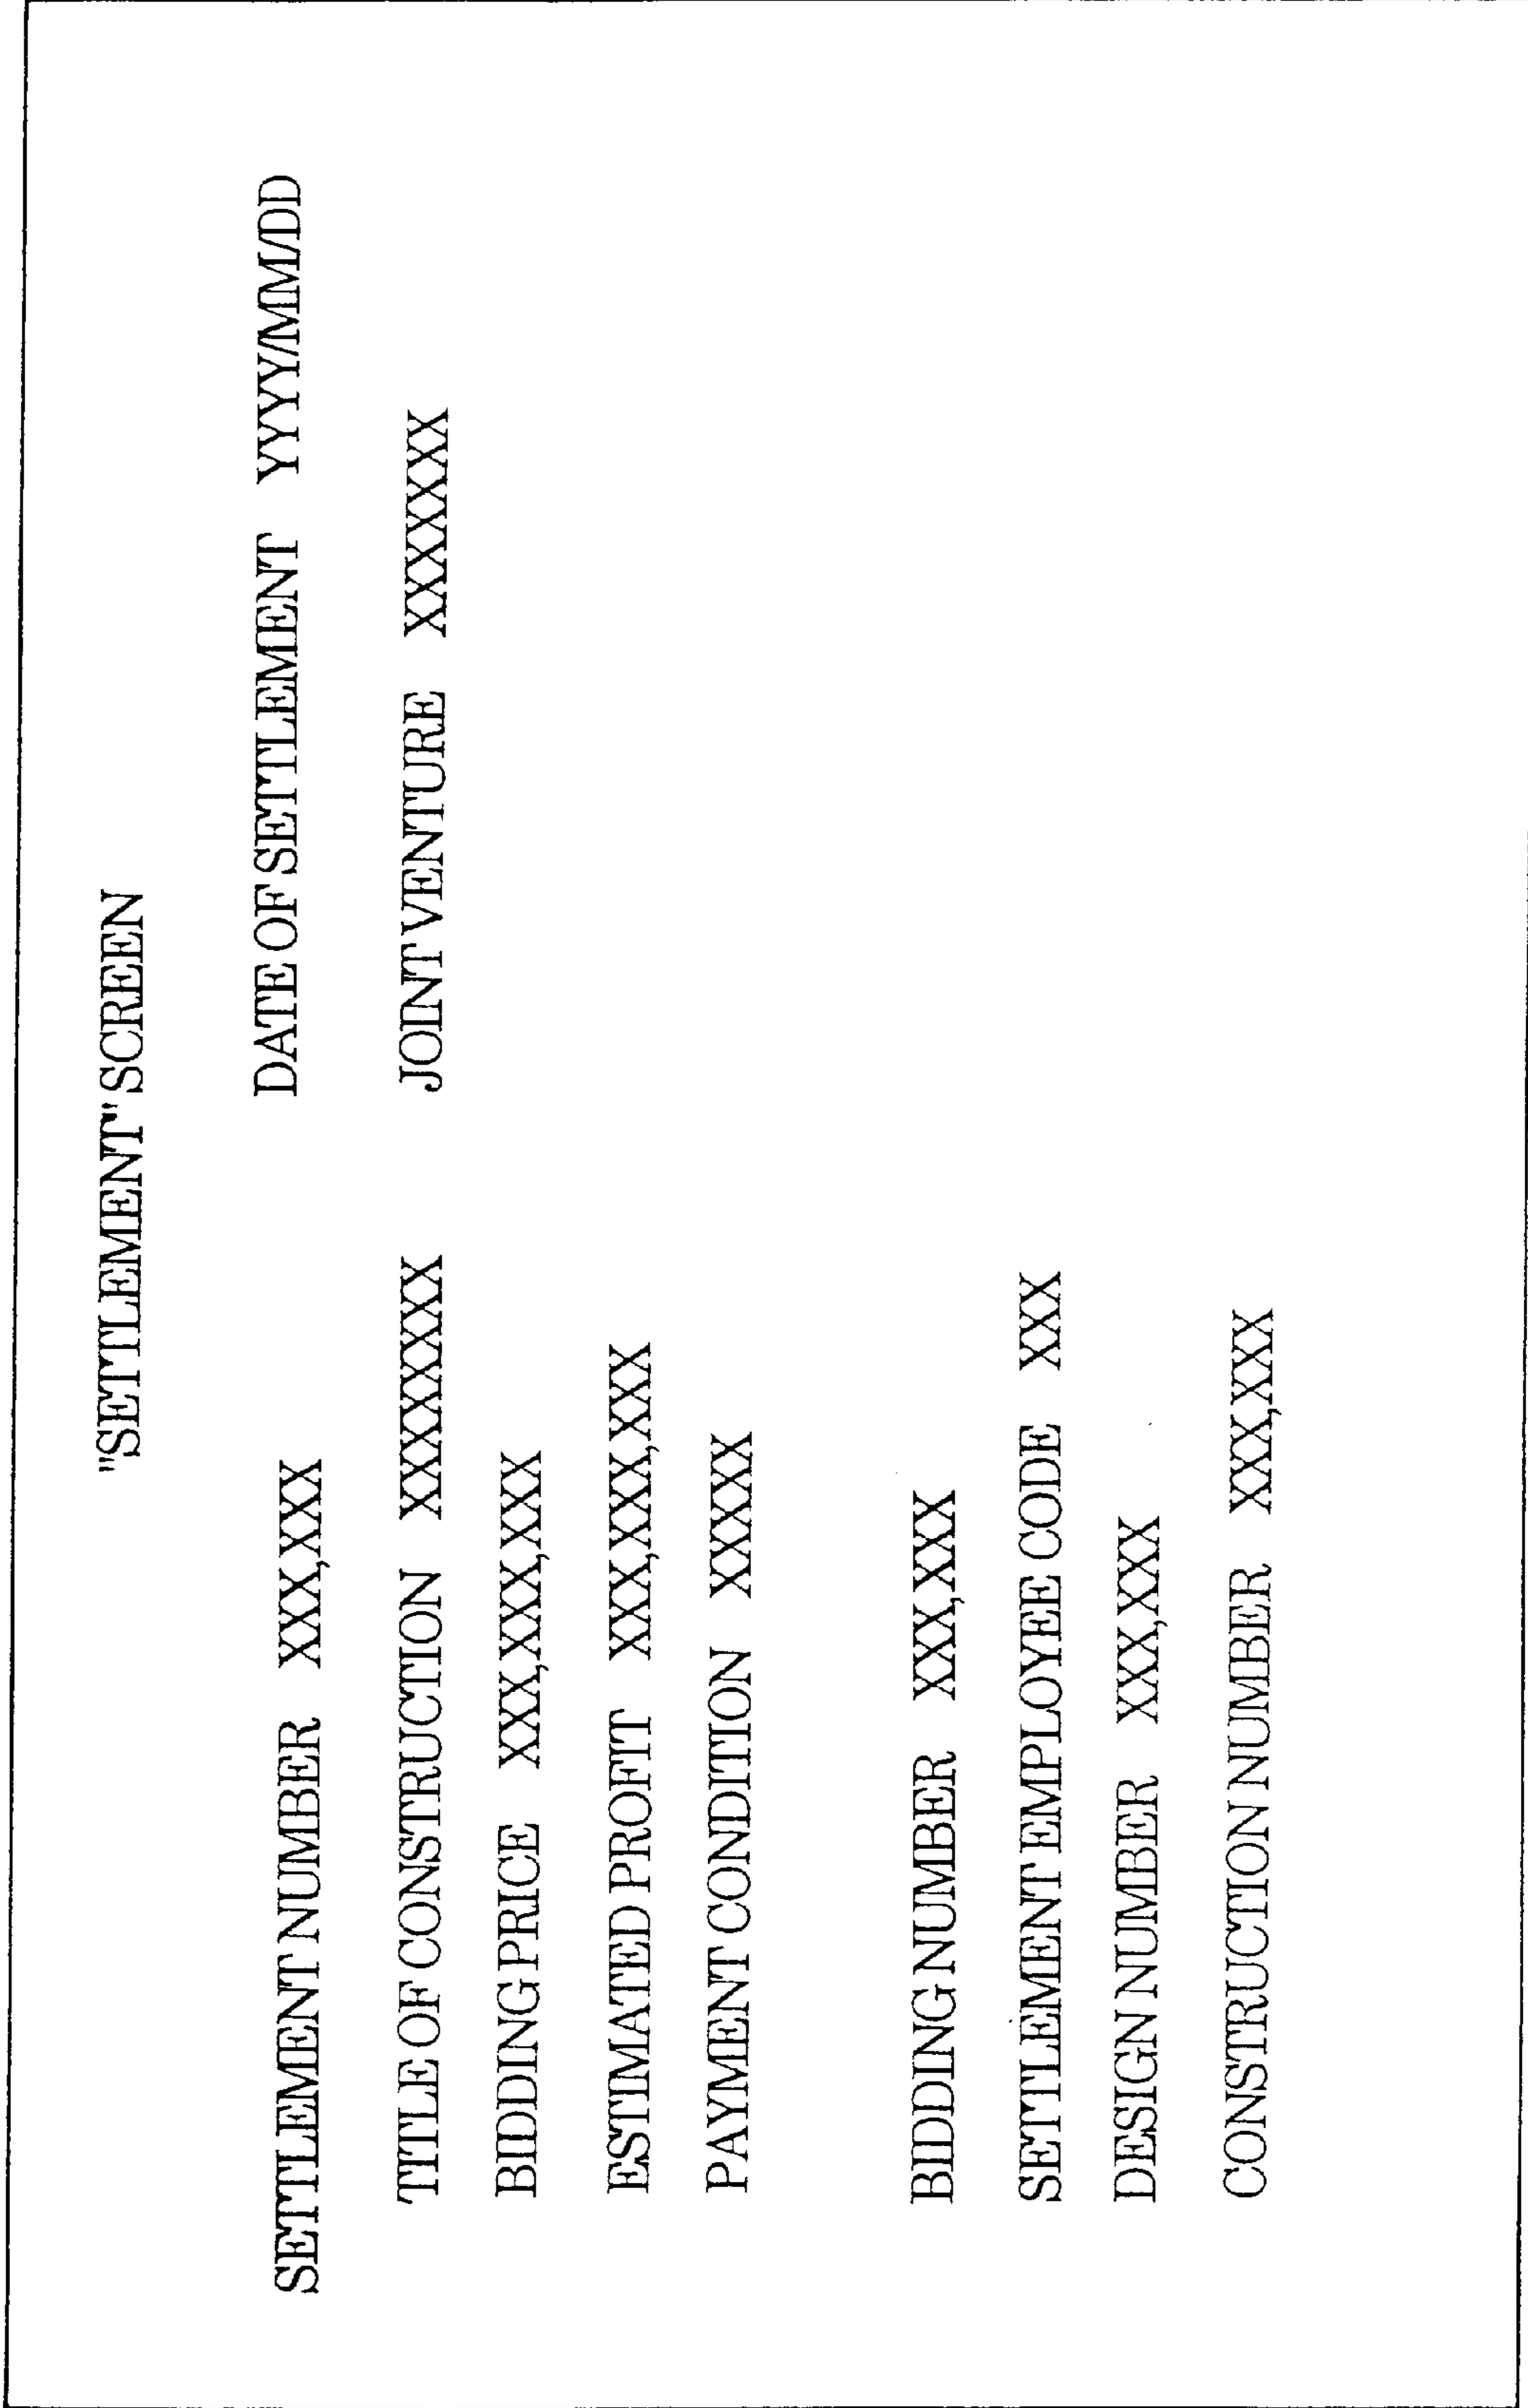 "SETTLEMENT" SCREEN
SETTLEMENT NUMBER XXX,XXX DATE OF SETTLEMENT YYYY/MM/DD
TITLE OF CONSTRUCTION XXXXXXXX JOINT VENTURE XXXXXXX
BIDDING PRICE XXX,XXX,XXX
ESTIMATED PROFIT XXX,XXX,XXX
PAYMENT CONDITION XXXXX
BIDDING NUMBER XXX,XXX
SETTLEMENT EMPLOYEE CODE XXX
DESIGN NUMBER XXX,XXX
CONSTRUCTION NUMBER XXX,XXX